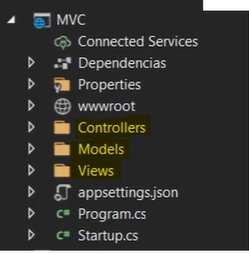 MVC
Connected Services
Dependencias
Properties
wwwroot
Controllers
Models
Views
appsettings.json
C# Program.cs
C# Startup.cs